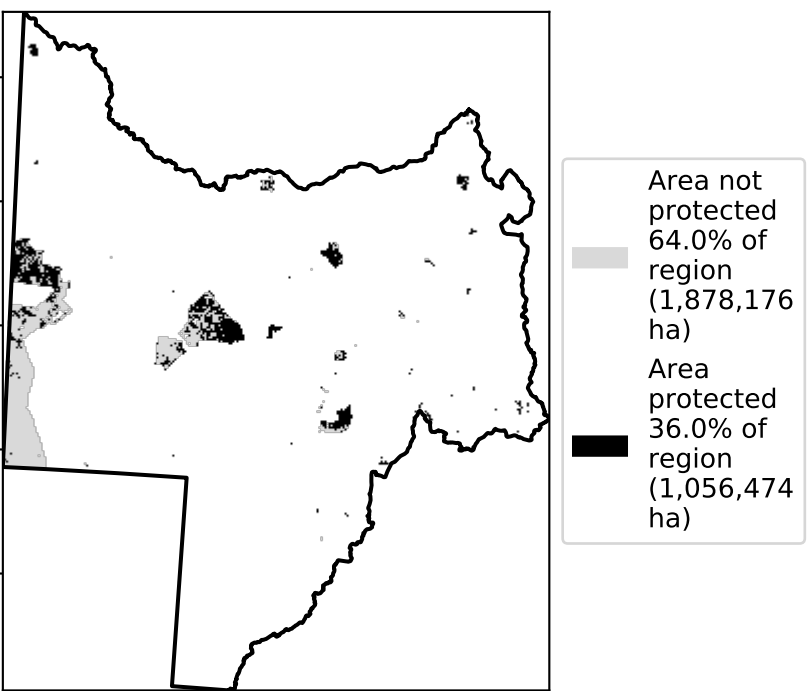 Area not
protected
64.0% of
region
(1,878,176
ha)
Area
protected
36.0% of
region
(1,056,474
ha)